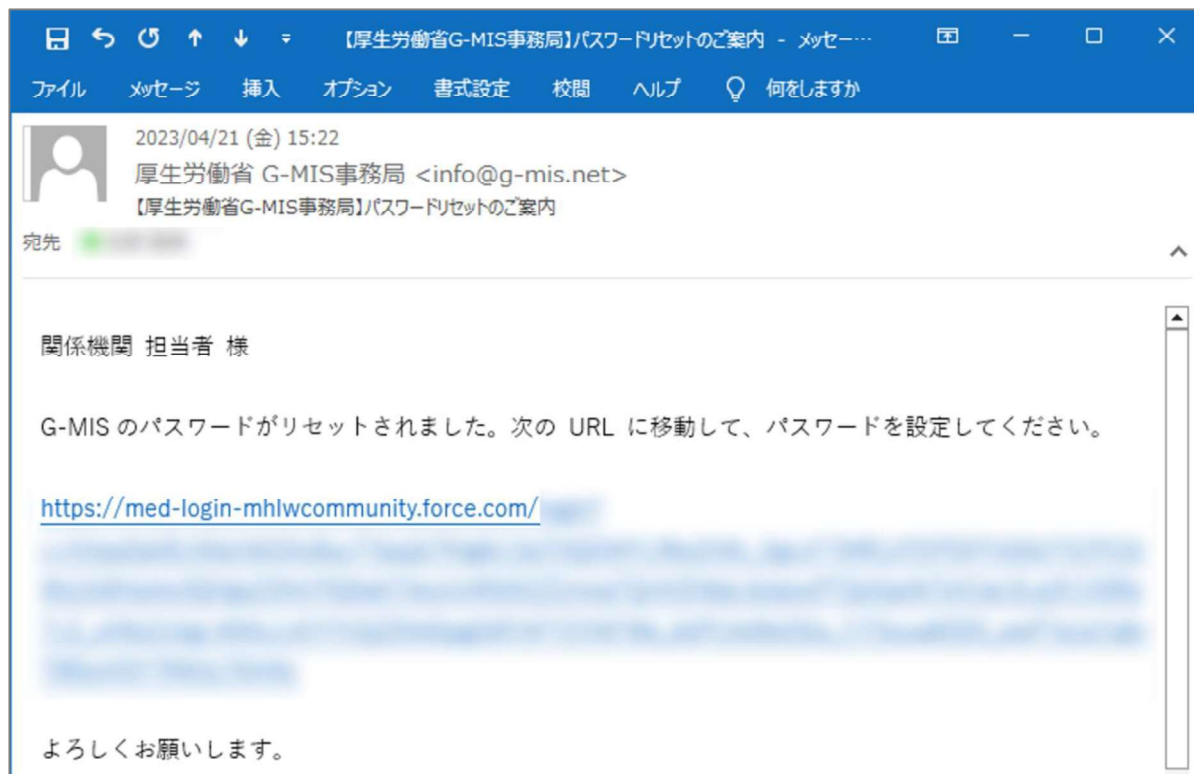 【厚生労働省G-MIS事務局】パスワードリセットのご案内 - メッセー…
ファイル メッセージ 挿入 オプション 書式設定 校閲 ヘルプ 何をしますか
2023/04/21 (金) 15:22
厚生労働省 G-MIS事務局 <info@g-mis.net>
【厚生労働省G-MIS事務局】パスワードリセットのご案内
宛先
関係機関 担当者 様
G-MIS のパスワードがリセットされました。次の URL に移動して、パスワードを設定してください。
https://med-login-mhlwcommunity.force.com/
よろしくお願いします。